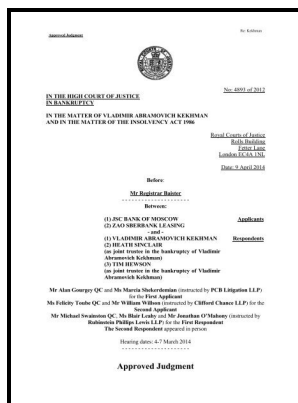 Re: Kekhman
Approved Judgment
No: 4893 of 2012
IN THE HIGH COURT OF JUSTICE
IN BANKRUPTCY
IN THE MATTER OF VLADIMIR ABRAMOVICH KEKHMAN
AND IN THE MATTER OF THE INSOLVENCY ACT 1986
Royal Courts of Justice
Rolls Building
Fetter Lane
London EC4A 1NL
Date: 9 April 2014
Before:
Mr Registrar Baister
- - - - - - - - - - - - - - - - - - - - -
Between:
(1) JSC BANK OF MOSCOW Applicants
(2) ZAO SBERBANK LEASING
- and -
(1) VLADIMIR ABRAMOVICH KEKHMAN Respondents
(2) HEATH SINCLAIR
(as joint trustee in the bankruptcy of Vladimir
Abramovich Kekhman)
(3) TIM HEWSON
(as joint trustee in the bankruptcy of Vladimir
Abramovich Kekhman)
Mr Alan Gourgey QC and Ms Marcia Shekerdemian (instructed by PCB Litigation LLP)
for the First Applicant
Ms Felicity Toube QC and Mr William Willson (instructed by Clifford Chance LLP) for the
Second Applicant
Mr Michael Swainston QC, Ms Blair Leahy and Mr Jonathan O'Mahony (instructed by
Rubinstein Phillips Lewis LLP) for the First Respondent
The Second Respondent appeared in person
Hearing dates: 4-7 March 2014
- - - - - - - - - - - - - - - - - - - - -
Approved Judgment